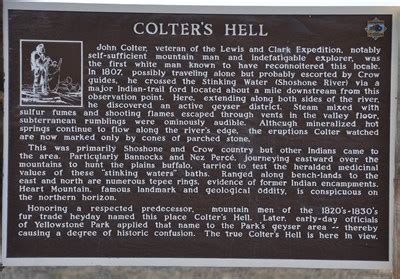 COLTER'S HELL
John Colter, veteran of the Lewis and Clark Expedition, notably
self-sufficient mountain man and indefatigable explorer, was
the first white man known to have reconnoitered this locale.
In 1807, possibly traveling alone but probably escorted by Crow
guides, he crossed the Stinking Water (Shoshone River) via a
major Indian-trail ford located about a mile downstream from this
observation point. Here, extending along both sides of the river,
he discovered an active geyser district. Steam mixed with
sulfur fumes and shooting flames escaped through vents in the valley floor,
subterranean rumblings were ominously audible. Although mineralized hot
springs continue to flow along the river's edge, the eruptions Colter watched
are now marked only by cones of parched stone.
This was primarily Shoshone and Crow country but other Indians came to
the area. Particularly Bannocks and Nez Percé, journeying eastward over the
mountains to hunt the plains buffalo, tarried to test the heralded medicinal
values of these "stinking waters" baths. Ranged along bench-lands to the
east and north are numerous tepee rings, evidence of former Indian encampments.
Heart Mountain, famous landmark and geological oddity, is conspicuous on
the northern horizon.
Honoring a respected predecessor, mountain men of the 1820's-1830's
fur trade heyday named this place Colter's Hell. Later, early-day officials
of Yellowstone Park applied that name to the Park's geyser area -- thereby
causing a degree of historic confusion. The true Colter's Hell is here in view.